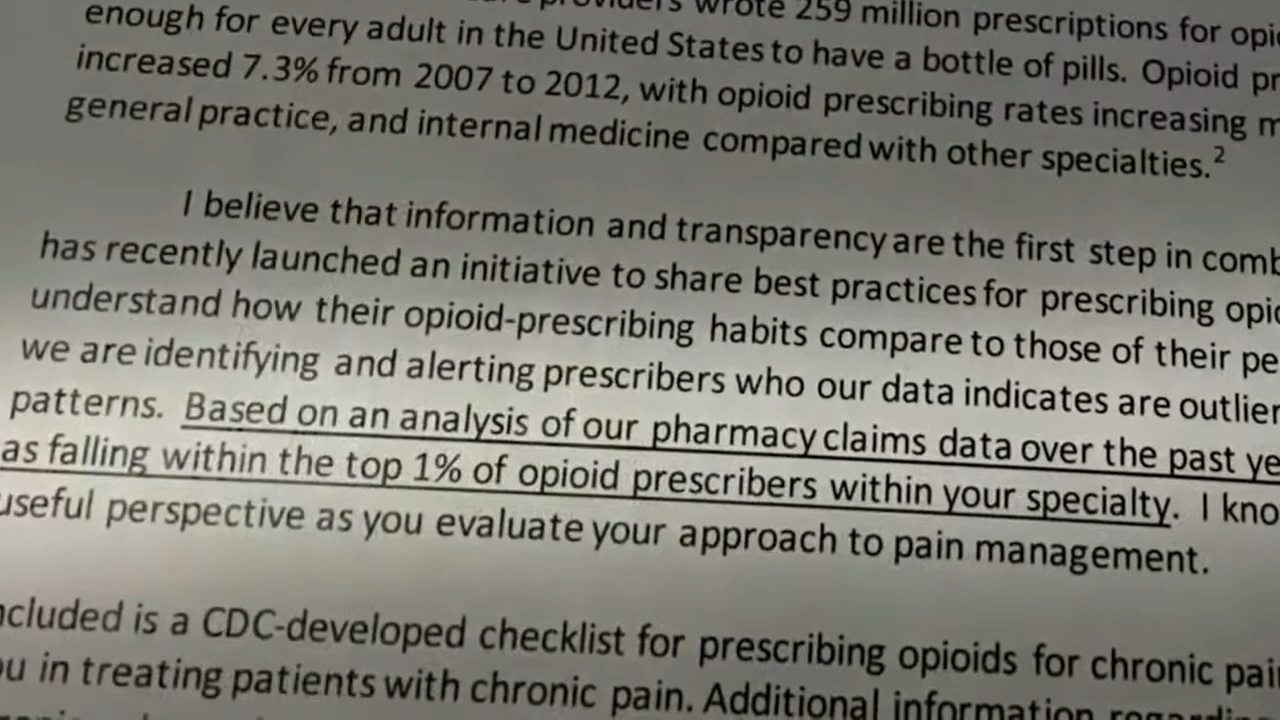 providers wrote 259 million prescriptions for
enough for every adult in the United States to have a bottle of pills. Opioid pr
increased 7.3% from 2007 to 2012, with opioid prescribing rates increasing m
general practice, and internal medicine compared with other specialties.2
I believe that information and transparency are the first step in comb
has recently launched an initiative to share best practices for prescribing opio
understand how their opioid-prescribing habits compare to those of their pe
we are identifying and alerting prescribers who our data indicates are outlier
patterns. Based on an analysis of our pharmacy claims data over the past ye
as falling within the top 1% of opioid prescribers within your specialty. I kno
useful perspective as you evaluate your approach to pain management.
ncluded is a CDC-developed checklist for prescribing opioids for chronic pai
ou in treating patients with chronic pain. Additional information